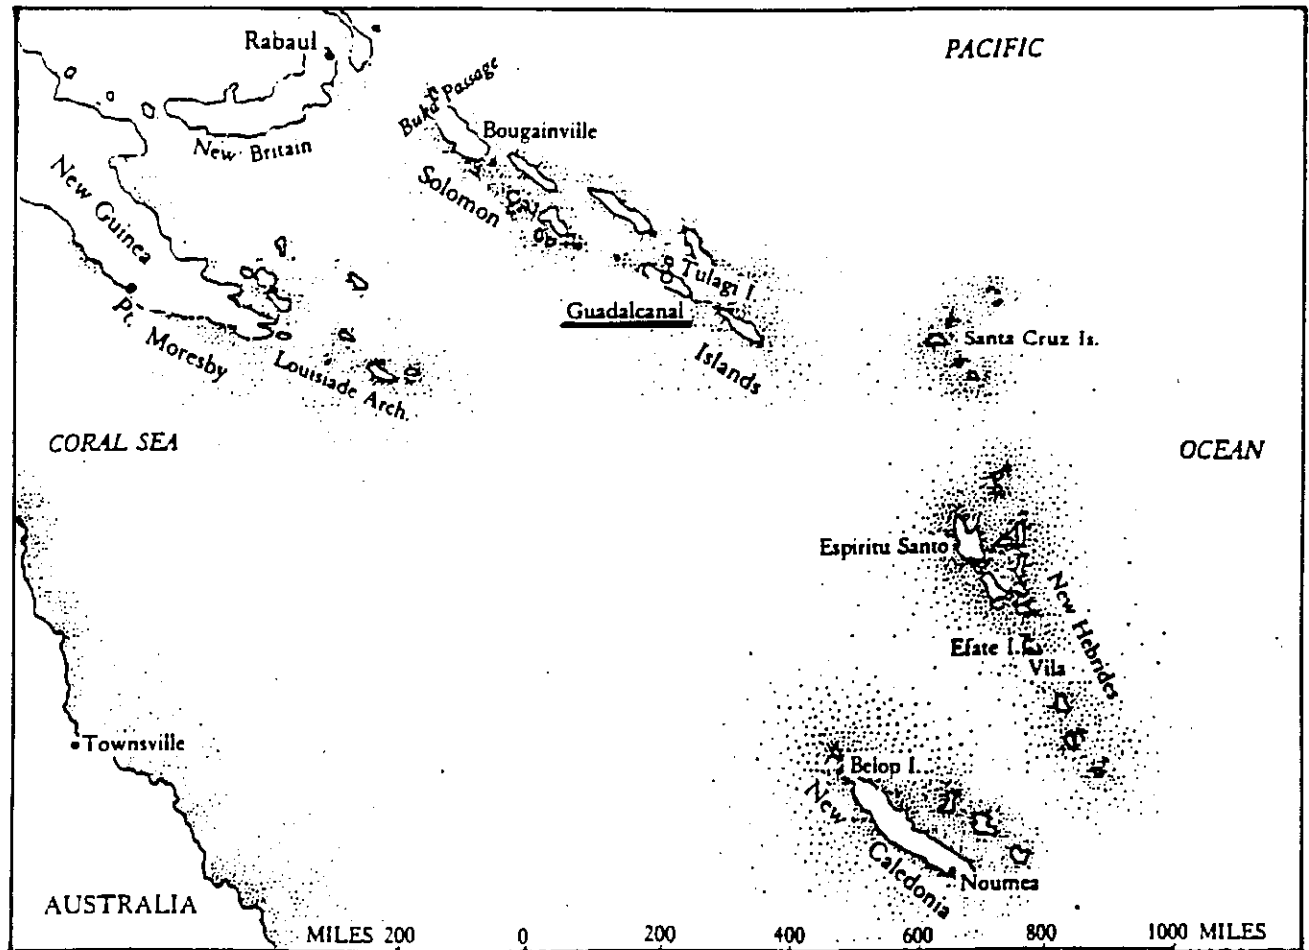 PACIFIC
Rabaul
Buka Passage
Bougainville
New Britain
New Guinea
Solomon
Tulagi I.
Guadalcanal
Islands
Santa Cruz Is.
Pt. Moresby
Louisiade Arch.
CORAL SEA
OCEAN
Espiritu Santo
New Hebrides
Efate I.
Vila
Townsville
Belop I.
New
Caledonia
Noumea
AUSTRALIA
MILES 200 0 200 400 600 800 1000 MILES